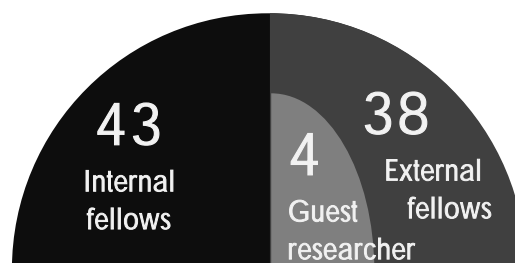 43
Internal
fellows
4
Guest
researcher
38
External
fellows